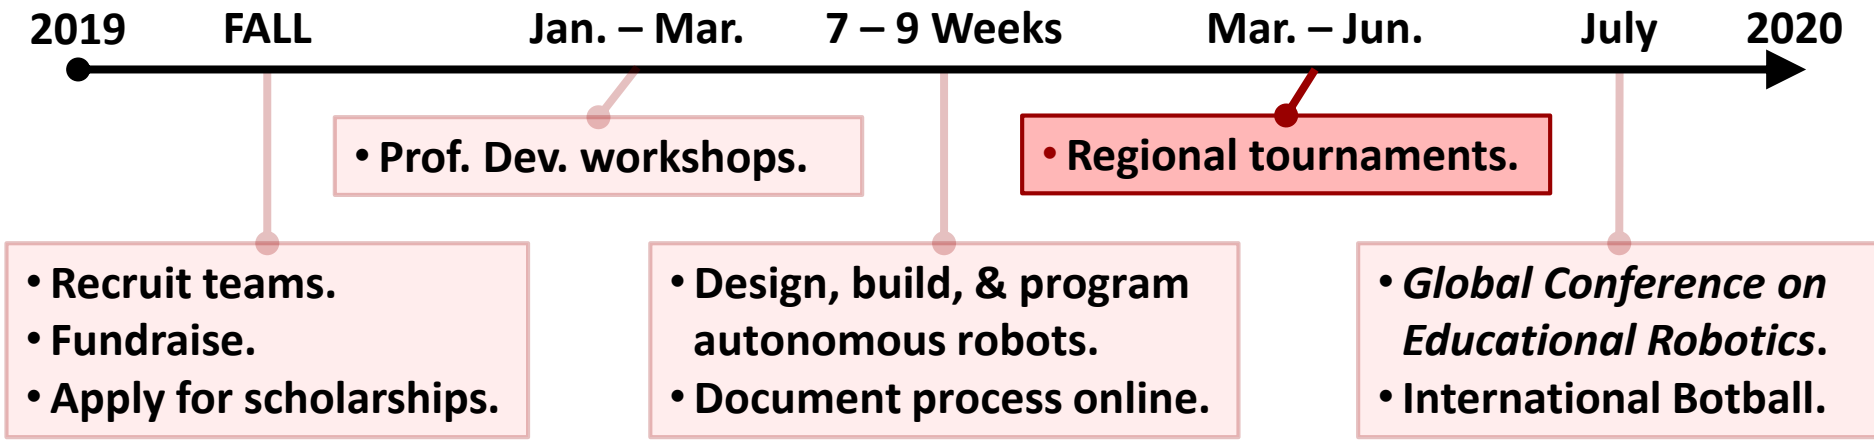 2019 FALL Jan. – Mar. 7 – 9 Weeks Mar. – Jun. July 2020
• Prof. Dev. workshops.
• Regional tournaments.
• Recruit teams.
• Fundraise.
• Apply for scholarships.
• Design, build, & program
autonomous robots.
• Document process online.
• Global Conference on
Educational Robotics.
• International Botball.